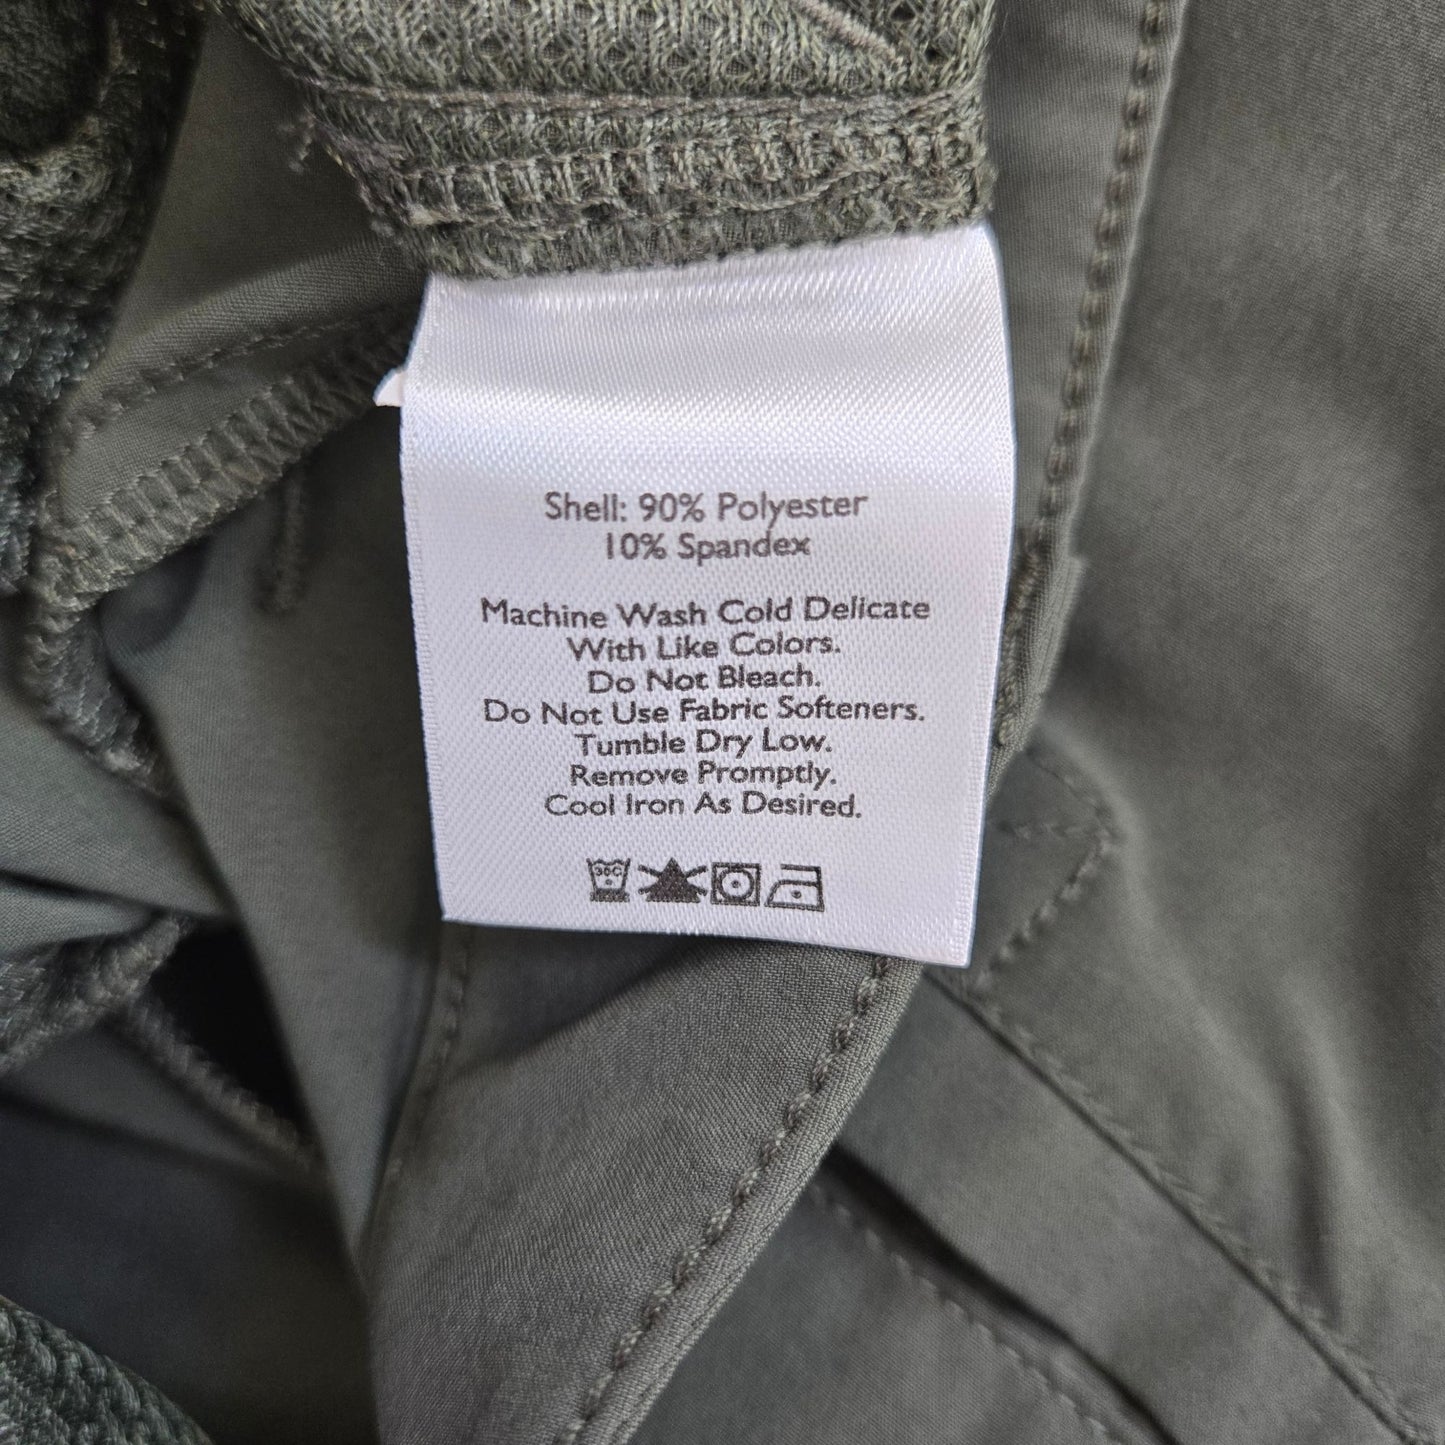 Shell: 90% Polyester
10% Spandex
Machine Wash Cold Delicate
With Like Colors.
Do Not Bleach.
Do Not Use Fabric Softeners.
Tumble Dry Low.
Remove Promptly.
Cool Iron As Desired.
30C